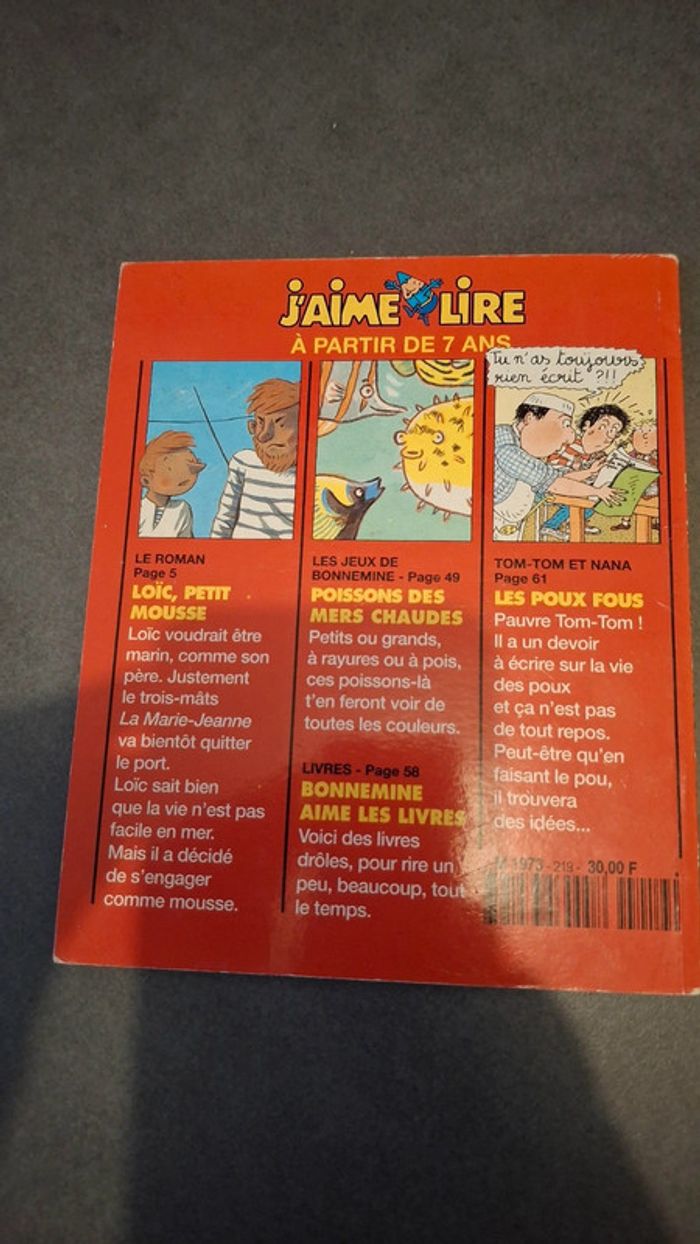 J'AIME LIRE
À PARTIR DE 7 ANS
Tu n'as toujours
rien écrit ?!!
LE ROMAN
Page 5
LOÏC, PETIT
MOUSSE
Loïc voudrait être
marin, comme son
père. Justement
le trois-mâts
La Marie-Jeanne
va bientôt quitter
le port.
Loïc sait bien
que la vie n'est pas
facile en mer.
Mais il a décidé
de s'engager
comme mousse.
LES JEUX DE
BONNEMINE - Page 49
POISSONS DES
MERS CHAUDES
Petits ou grands,
à rayures ou à pois,
ces poissons-là
t'en feront voir de
toutes les couleurs.
LIVRES - Page 58
BONNEMINE
AIME LES LIVRES
Voici des livres
drôles, pour rire un
peu, beaucoup, tout
le temps.
TOM-TOM ET NANA
Page 61
LES POUX FOUS
Pauvre Tom-Tom !
Il a un devoir
à écrire sur la vie
des poux
et ça n'est pas
de tout repos.
Peut-être qu'en
faisant le pou,
il trouvera
des idées...
M 1973 - 219 - 30,00 F